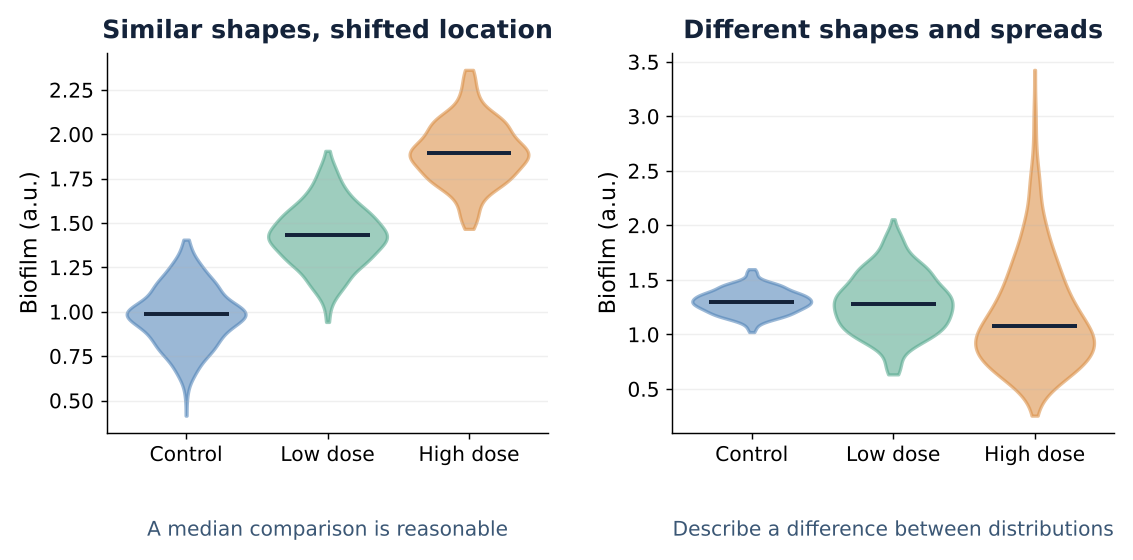 Similar shapes, shifted location
Biofilm (a.u.)
2.25
2.00
1.75
1.50
1.25
1.00
0.75
0.50
Control
Low dose
High dose
A median comparison is reasonable
Different shapes and spreads
Biofilm (a.u.)
3.5
3.0
2.5
2.0
1.5
1.0
0.5
Control
Low dose
High dose
Describe a difference between distributions